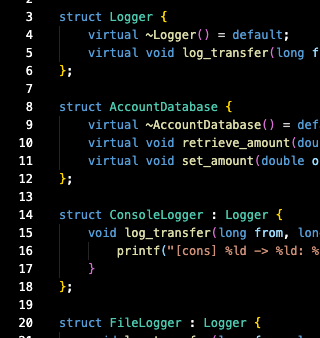 3 struct Logger {
4 virtual ~Logger() = default;
5 virtual void log_transfer(long f
6 };
7
8 struct AccountDatabase {
9 virtual ~AccountDatabase() = def
10 virtual void retrieve_amount(dou
11 virtual void set_amount(double o
12 };
13
14 struct ConsoleLogger : Logger {
15 void log_transfer(long from, lon
16 printf("[cons] %ld -> %ld: %
17 }
18 };
19
20 struct FileLogger : Logger {